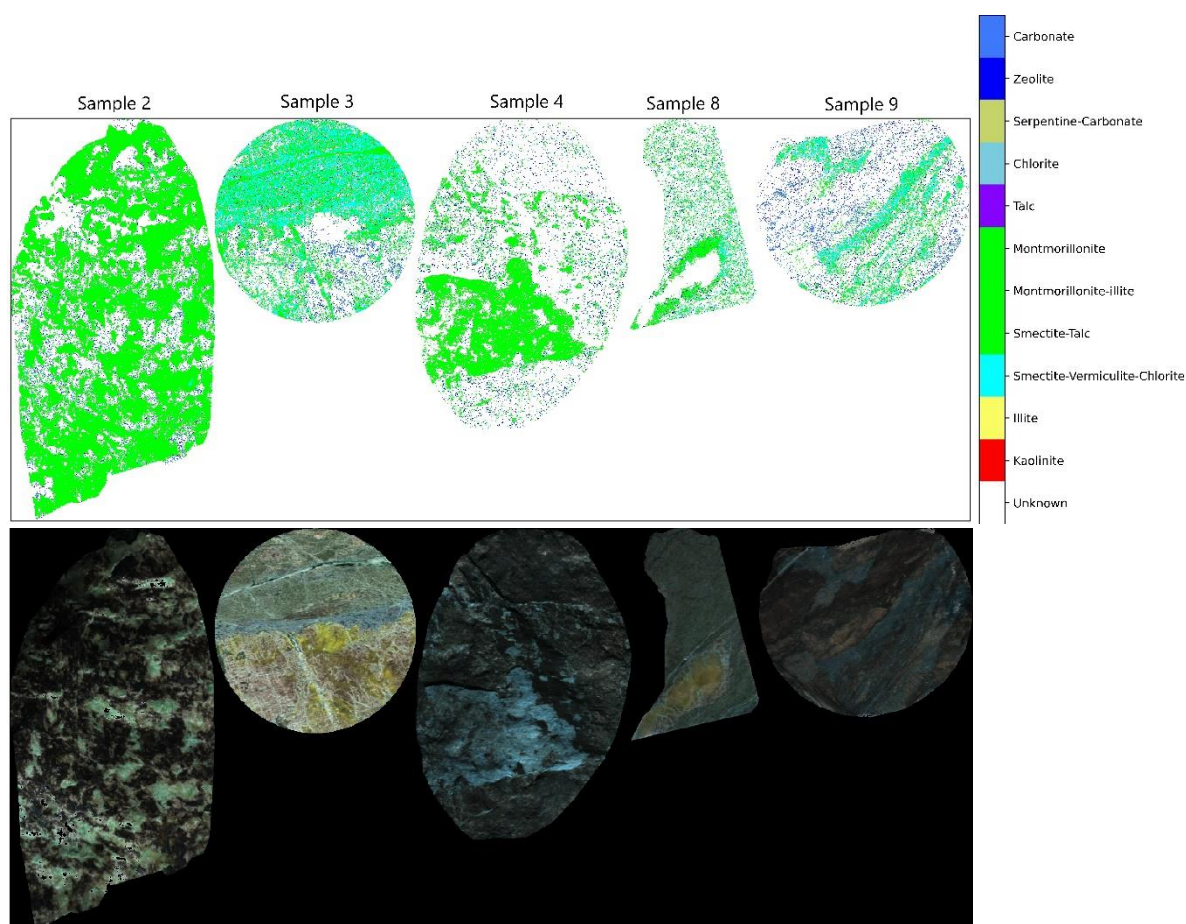 Sample 2
Sample 3
Sample 4
Sample 8
Sample 9
Carbonate
Zeolite
Serpentine-Carbonate
Chlorite
Talc
Montmorillonite
Montmorillonite-illite
Smectite-Talc
Smectite-Vermiculite-Chlorite
Illite
Kaolinite
Unknown